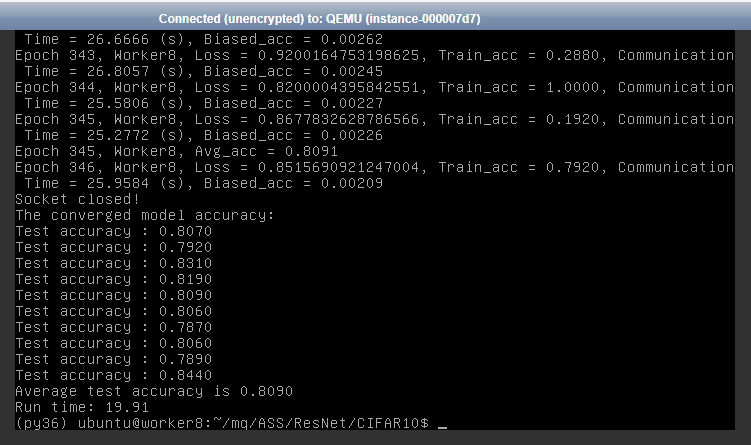 Connected (unencrypted) to: QEMU (instance-000007d7)
Time = 26.6666 (s), Biased_acc = 0.00262
Epoch 343, Worker8, Loss = 0.9200164753198625, Train_acc = 0.2880, Communication
Time = 26.8057 (s), Biased_acc = 0.00245
Epoch 344, Worker8, Loss = 0.8200004395842551, Train_acc = 1.0000, Communication
Time = 25.5806 (s), Biased_acc = 0.00227
Epoch 345, Worker8, Loss = 0.8677832628786566, Train_acc = 0.1920, Communication
Time = 25.2772 (s), Biased_acc = 0.00226
Epoch 345, Worker8, Avg_acc = 0.8091
Epoch 346, Worker8, Loss = 0.8515690921247004, Train_acc = 0.7920, Communication
Time = 25.9584 (s), Biased_acc = 0.00209
Socket closed!
The converged model accuracy:
Test accuracy : 0.8070
Test accuracy : 0.7920
Test accuracy : 0.8310
Test accuracy : 0.8190
Test accuracy : 0.8090
Test accuracy : 0.8060
Test accuracy : 0.7870
Test accuracy : 0.8060
Test accuracy : 0.7890
Test accuracy : 0.8440
Average test accuracy is 0.8090
Run time: 19.91
(py36) ubuntu@worker8:~/mq/ASS/ResNet/CIFAR10$ _